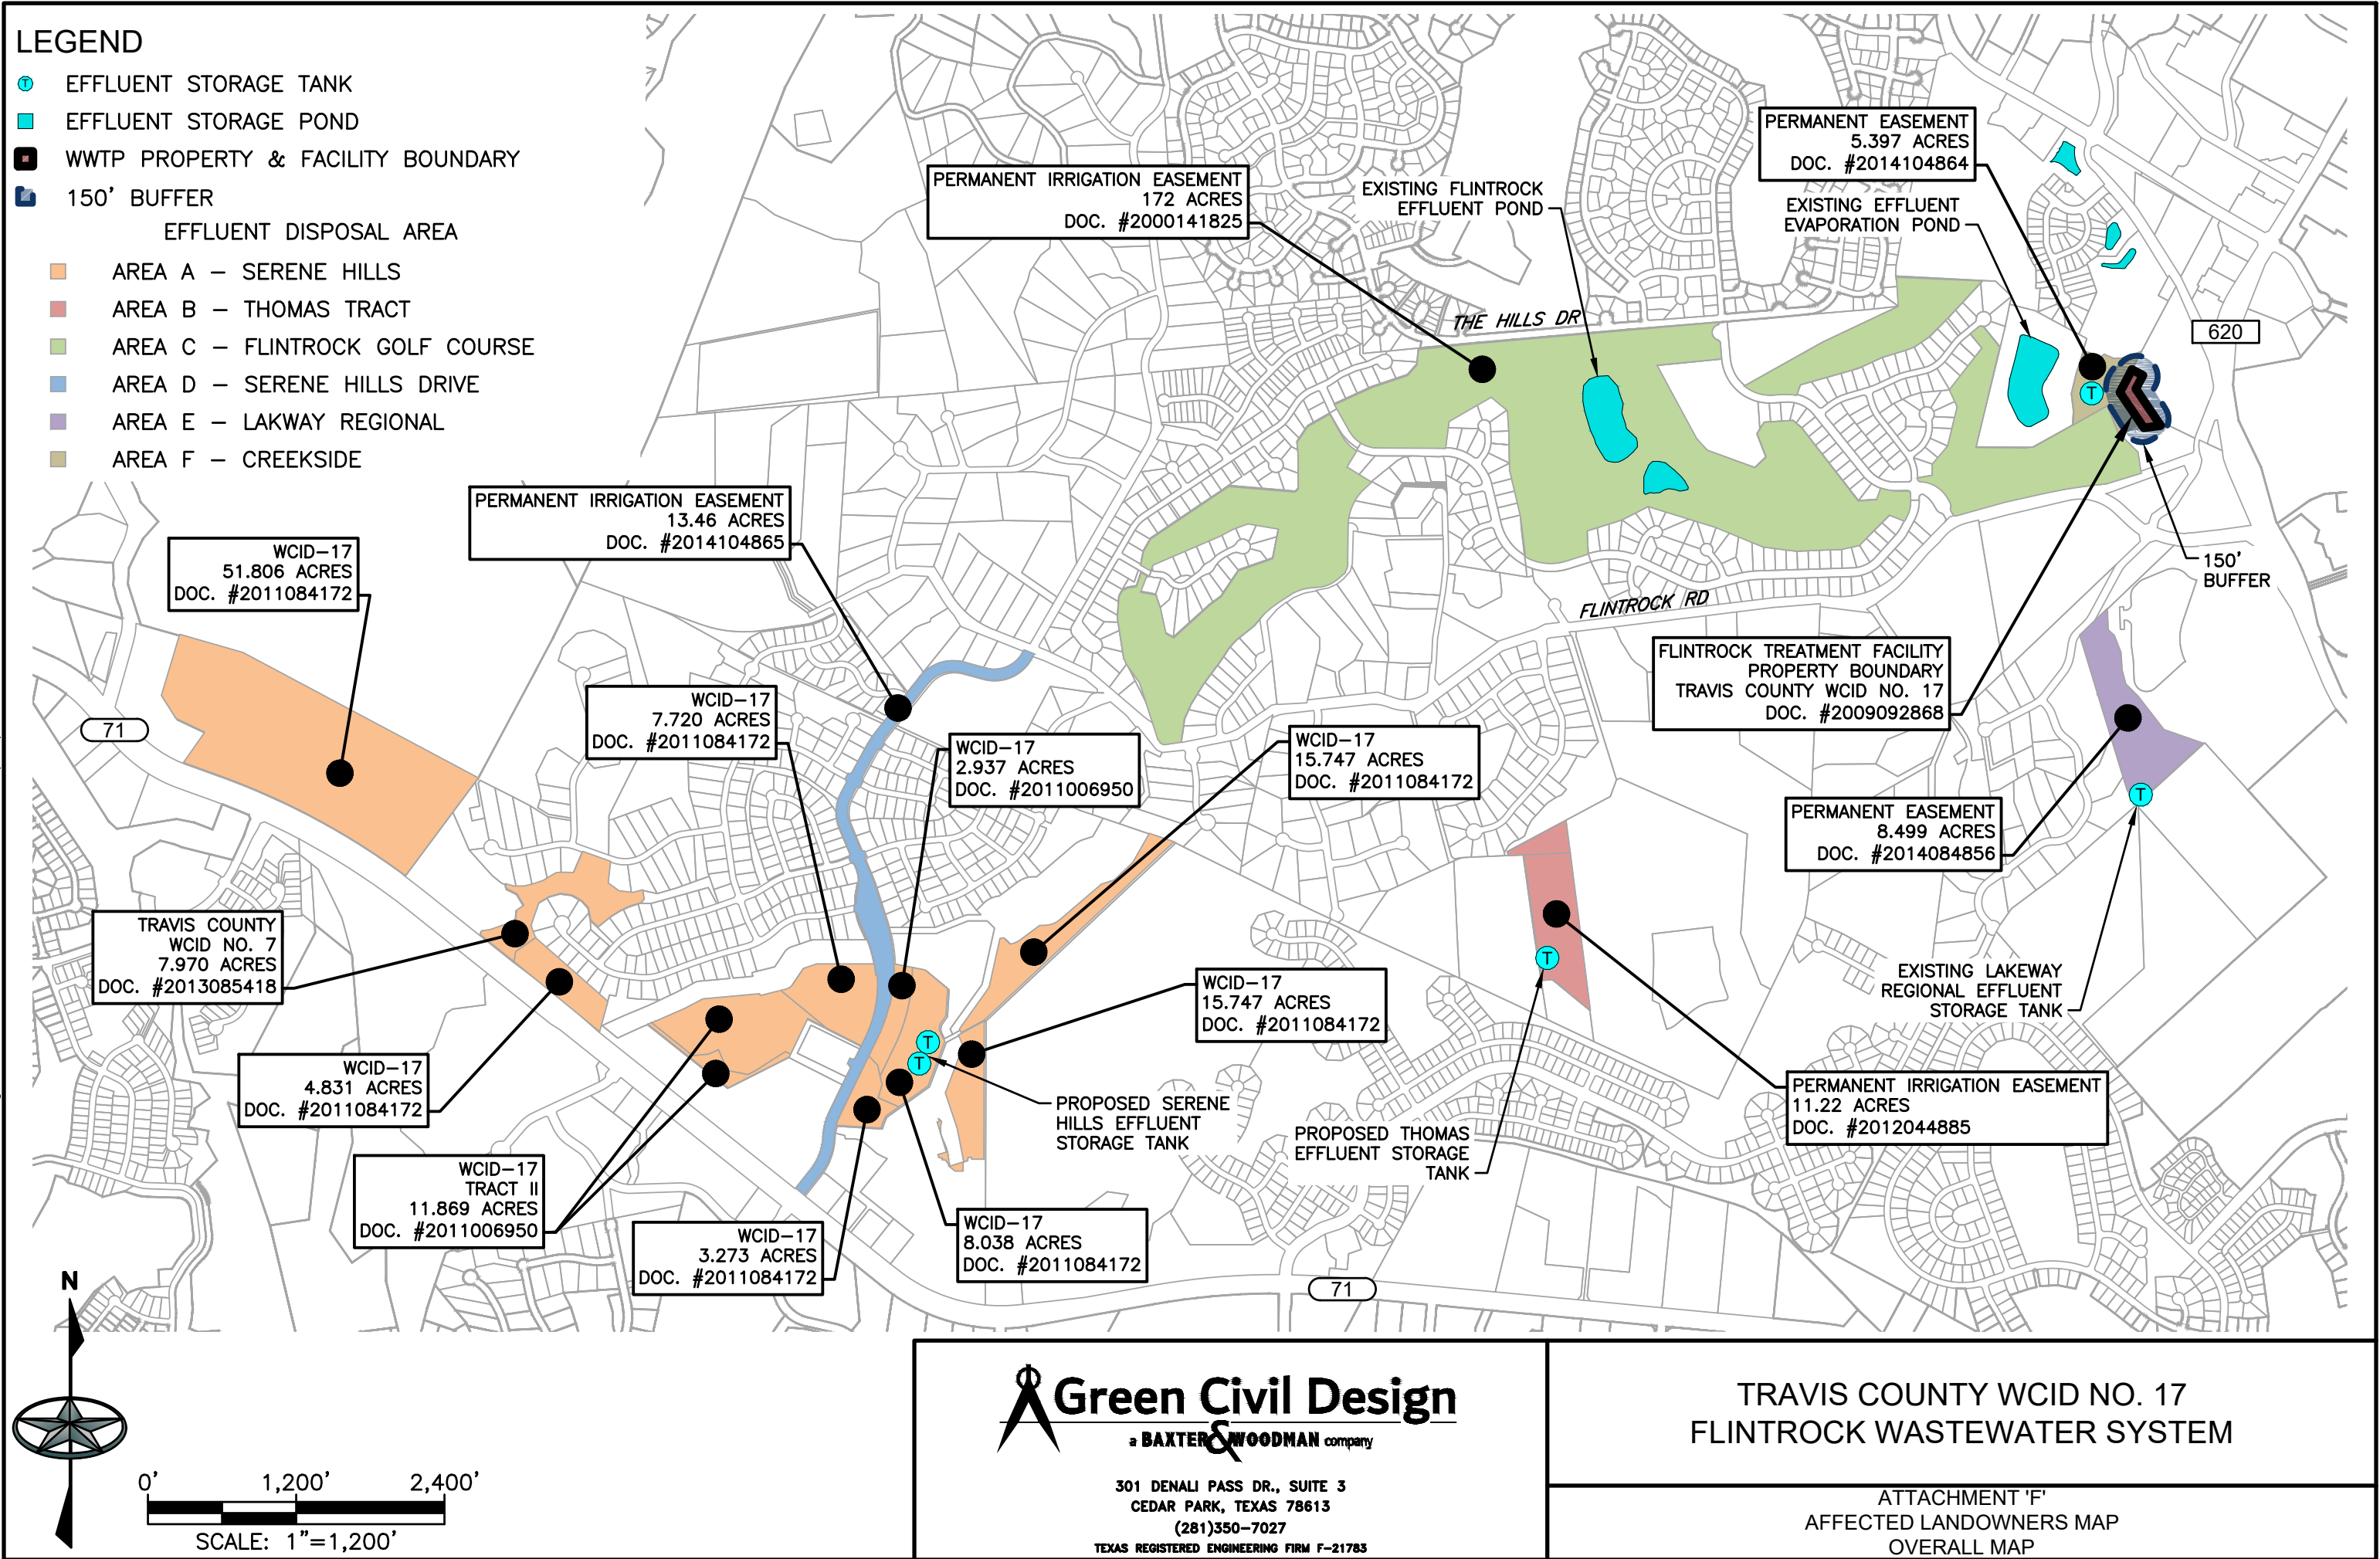 LEGEND
T EFFLUENT STORAGE TANK
EFFLUENT STORAGE POND
WWTP PROPERTY & FACILITY BOUNDARY
150' BUFFER
EFFLUENT DISPOSAL AREA
AREA A – SERENE HILLS
AREA B – THOMAS TRACT
AREA C – FLINTROCK GOLF COURSE
AREA D – SERENE HILLS DRIVE
AREA E – LAKWAY REGIONAL
AREA F – CREEKSIDE
PERMANENT EASEMENT
5.397 ACRES
DOC. #2014104864
PERMANENT IRRIGATION EASEMENT
172 ACRES
DOC. #2000141825
EXISTING FLINTROCK
EFFLUENT POND
EXISTING EFFLUENT
EVAPORATION POND
THE HILLS DR
620
T
PERMANENT IRRIGATION EASEMENT
13.46 ACRES
DOC. #2014104865
WCID–17
51.806 ACRES
DOC. #2011084172
150'
BUFFER
FLINTROCK RD
FLINTROCK TREATMENT FACILITY
PROPERTY BOUNDARY
TRAVIS COUNTY WCID NO. 17
DOC. #2009092868
71
WCID–17
7.720 ACRES
DOC. #2011084172
WCID–17
2.937 ACRES
DOC. #2011006950
WCID–17
15.747 ACRES
DOC. #2011084172
T
PERMANENT EASEMENT
8.499 ACRES
DOC. #2014084856
TRAVIS COUNTY
WCID NO. 7
7.970 ACRES
DOC. #2013085418
T
EXISTING LAKEWAY
REGIONAL EFFLUENT
STORAGE TANK
WCID–17
15.747 ACRES
DOC. #2011084172
T
T
WCID–17
4.831 ACRES
DOC. #2011084172
PROPOSED SERENE
HILLS EFFLUENT
STORAGE TANK
PROPOSED THOMAS
EFFLUENT STORAGE
TANK
PERMANENT IRRIGATION EASEMENT
11.22 ACRES
DOC. #2012044885
WCID–17
TRACT II
11.869 ACRES
DOC. #2011006950
WCID–17
3.273 ACRES
DOC. #2011084172
WCID–17
8.038 ACRES
DOC. #2011084172
71
N
0' 1,200' 2,400'
SCALE: 1"=1,200'
Green Civil Design
a BAXTER & WOODMAN company
301 DENALI PASS DR., SUITE 3
CEDAR PARK, TEXAS 78613
(281)350–7027
TEXAS REGISTERED ENGINEERING FIRM F–21783
TRAVIS COUNTY WCID NO. 17
FLINTROCK WASTEWATER SYSTEM
ATTACHMENT 'F'
AFFECTED LANDOWNERS MAP
OVERALL MAP